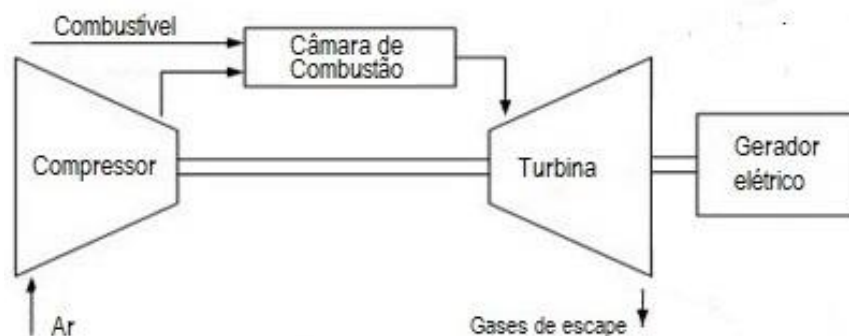 Combustível
Câmara de
Combustão
Compressor
Turbina
Gerador
elétrico
Ar
Gases de escape